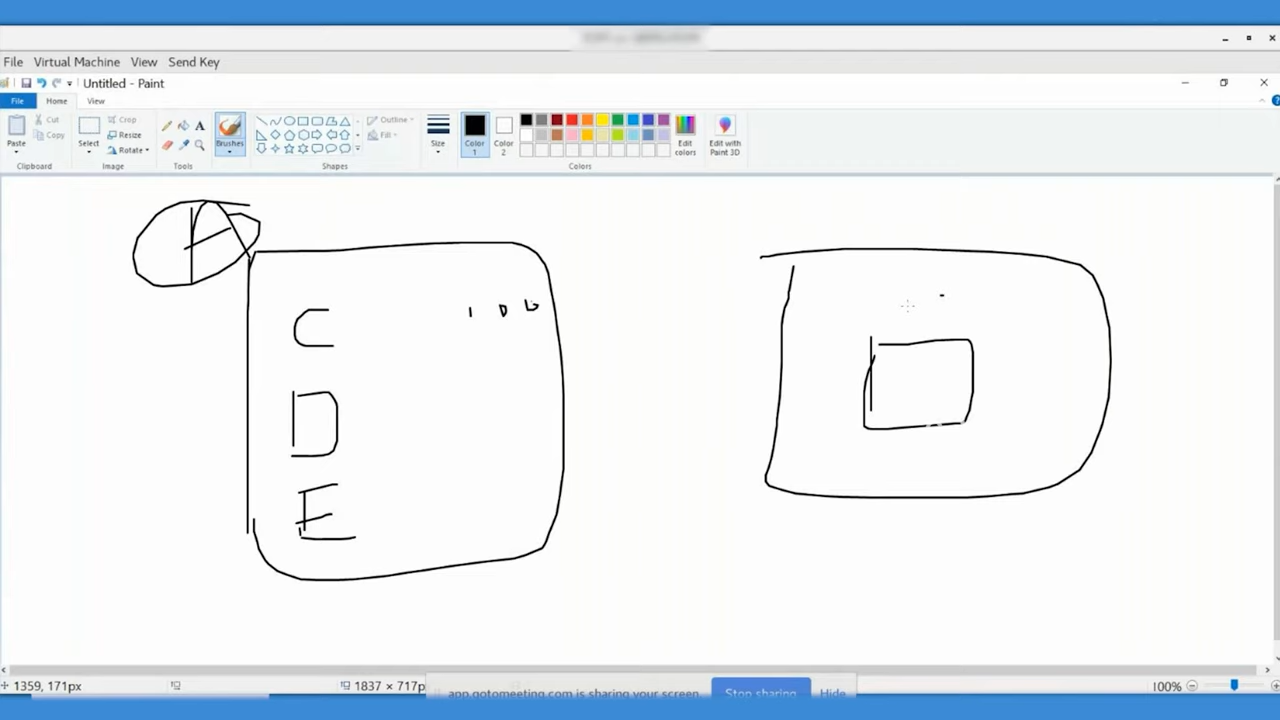 File Virtual Machine View Send Key
Untitled - Paint
File Home View
Paste
Cut
Copy
Clipboard
Select
Crop
Resize
Rotate
Image
A
Tools
Brushes
Outline
Fill
Shapes
Size
Color 1
Color 2
Edit colors
Colors
Edit with Paint 3D
A
C
D
E
1359, 171px
1837 × 717px
app.gotomeeting.com is sharing your screen.
Stop sharing
Hide
100%